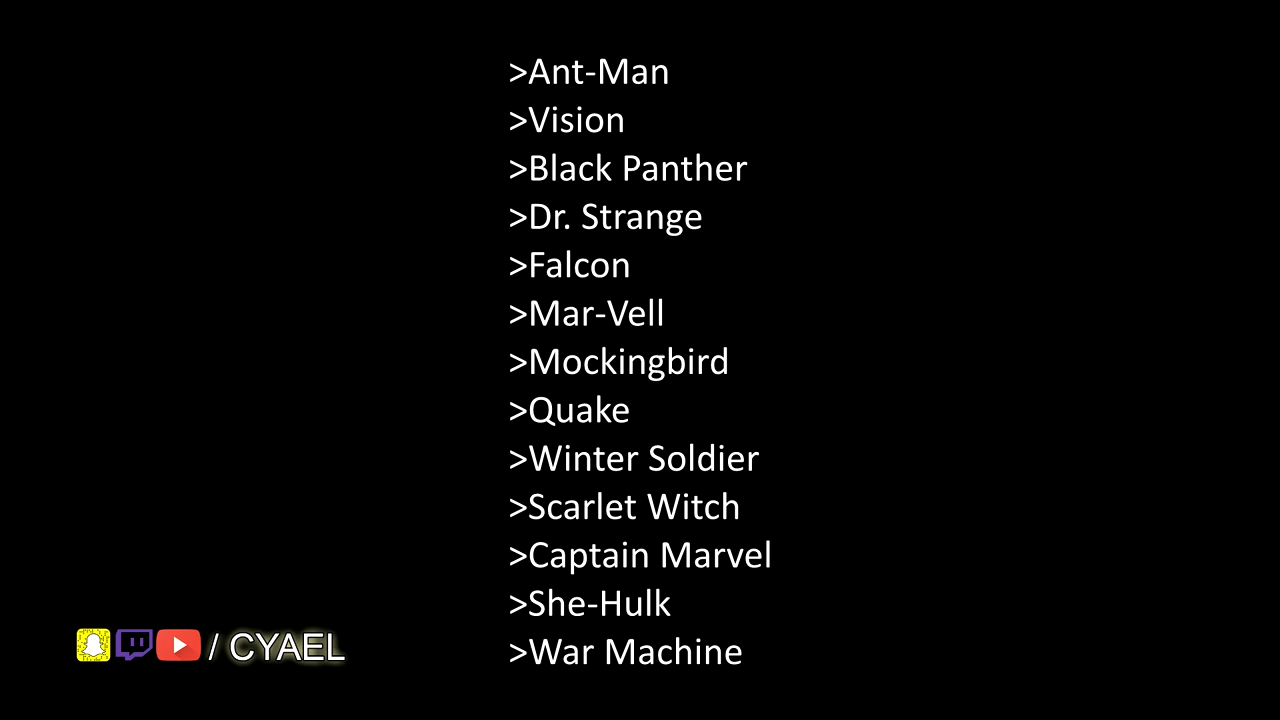 >Ant-Man
>Vision
>Black Panther
>Dr. Strange
>Falcon
>Mar-Vell
>Mockingbird
>Quake
>Winter Soldier
>Scarlet Witch
>Captain Marvel
>She-Hulk
>War Machine
/ CYAEL